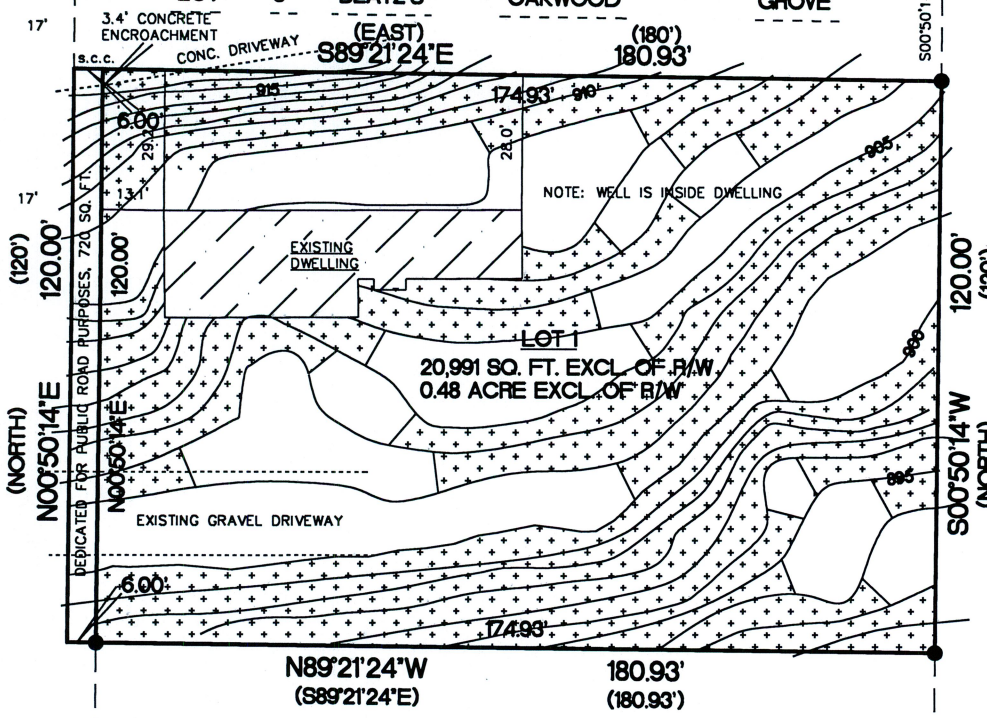 OAKWOOD
GROVE
17'
3.4' CONCRETE
ENCROACHMENT
CONC. DRIVEWAY
(EAST)
S89°21'24"E
(180')
180.93'
S00°50'1
S.C.C.
915
174.93'
910'
6.00'
28.0'
905
17'
13.1'
NOTE: WELL IS INSIDE DWELLING
(120')
120.00'
120.00'
DEDICATED FOR PUBLIC ROAD PURPOSES, 720 SQ. FT.
EXISTING
DWELLING
120.00'
LOT 1
20,991 SQ. FT. EXCL. OF R/W
0.48 ACRE EXCL. OF R/W
900
(NORTH)
N00°50'14"E
N00°50'14"E
S00°50'14"W
(NORTH)
895
EXISTING GRAVEL DRIVEWAY
6.00'
174.93'
N89°21'24"W
(S89°21'24"E)
180.93'
(180.93')